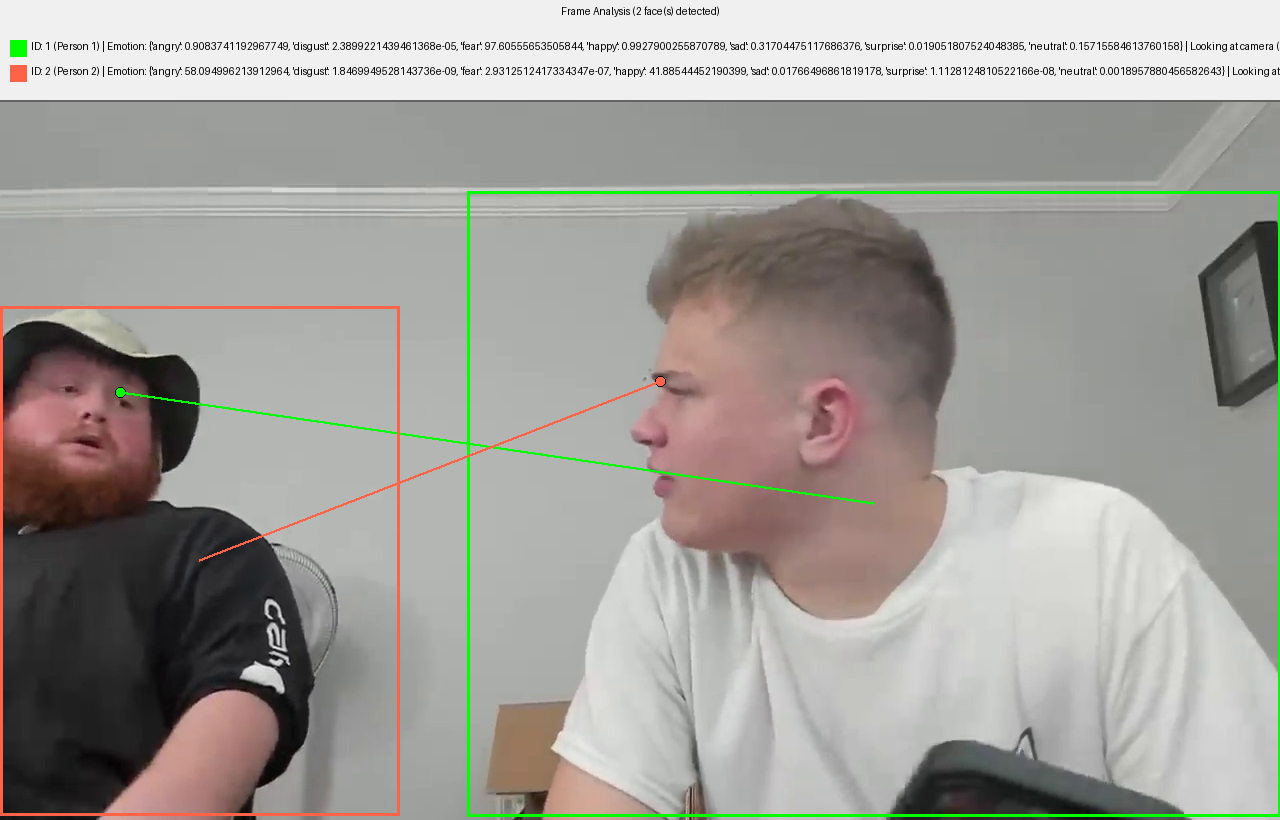 Frame Analysis (2 face(s) detected)
ID: 1 (Person 1) | Emotion: {'angry': 0.9083741192967749, 'disgust': 2.3899221439461368e-05, 'fear': 97.60555653505844, 'happy': 0.9927900255870789, 'sad': 0.31704475117686376, 'surprise': 0.019051807524048385, 'neutral': 0.15715584613760158} | Looking at camera (
ID: 2 (Person 2) | Emotion: {'angry': 58.094996213912964, 'disgust': 1.8469949528143736e-09, 'fear': 2.9312512417334347e-07, 'happy': 41.88544452190399, 'sad': 0.01766496861819178, 'surprise': 1.1128124810522166e-08, 'neutral': 0.0018957880456582643} | Looking at